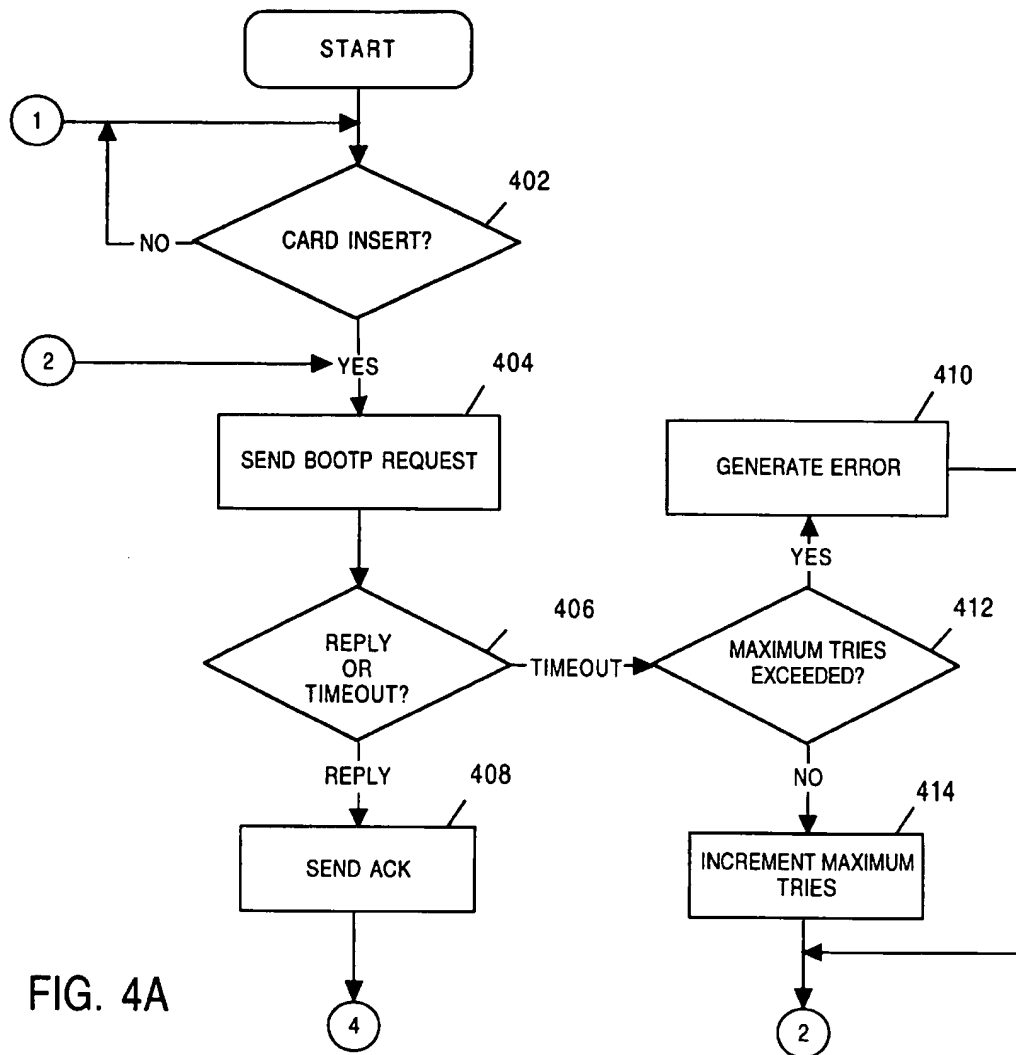 START
1
402
CARD INSERT?
NO
2
YES
404
SEND BOOTP REQUEST
410
GENERATE ERROR
YES
406
REPLY
OR
TIMEOUT?
TIMEOUT
412
MAXIMUM TRIES
EXCEEDED?
REPLY
408
SEND ACK
NO
414
INCREMENT MAXIMUM
TRIES
FIG. 4A
4
2